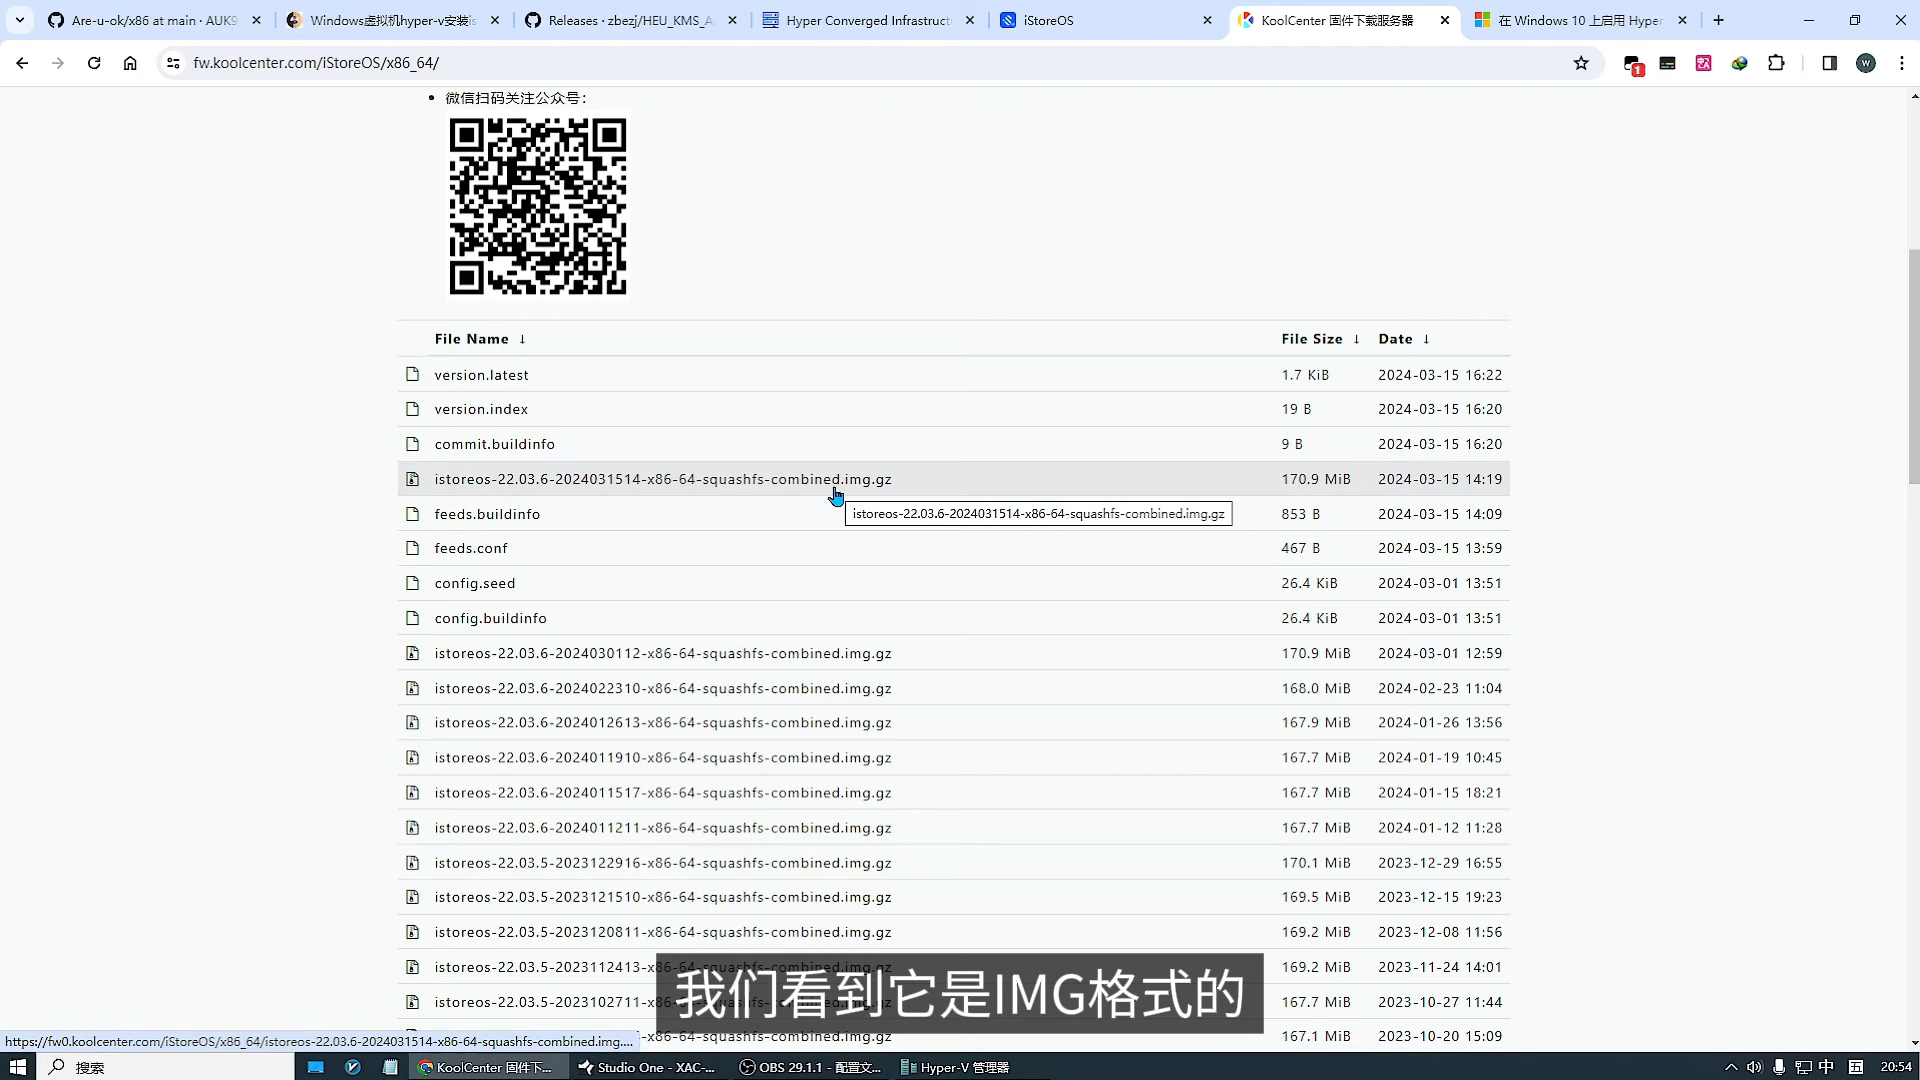 Are-u-ok/x86 at main · AUK9
Windows虚拟机hyper-v安装is
Releases · zbezj/HEU_KMS_A
Hyper Converged Infrastruct
iStoreOS
KoolCenter 固件下载服务器
在 Windows 10 上启用 Hyper
fw.koolcenter.com/iStoreOS/x86_64/
1
W
微信扫码关注公众号：
File Name ↓ File Size ↓ Date ↓
version.latest 1.7 KiB 2024-03-15 16:22
version.index 19 B 2024-03-15 16:20
commit.buildinfo 9 B 2024-03-15 16:20
istoreos-22.03.6-2024031514-x86-64-squashfs-combined.img.gz 170.9 MiB 2024-03-15 14:19
istoreos-22.03.6-2024031514-x86-64-squashfs-combined.img.gz
feeds.buildinfo 853 B 2024-03-15 14:09
feeds.conf 467 B 2024-03-15 13:59
config.seed 26.4 KiB 2024-03-01 13:51
config.buildinfo 26.4 KiB 2024-03-01 13:51
istoreos-22.03.6-2024030112-x86-64-squashfs-combined.img.gz 170.9 MiB 2024-03-01 12:59
istoreos-22.03.6-2024022310-x86-64-squashfs-combined.img.gz 168.0 MiB 2024-02-23 11:04
istoreos-22.03.6-2024012613-x86-64-squashfs-combined.img.gz 167.9 MiB 2024-01-26 13:56
istoreos-22.03.6-2024011910-x86-64-squashfs-combined.img.gz 167.7 MiB 2024-01-19 10:45
istoreos-22.03.6-2024011517-x86-64-squashfs-combined.img.gz 167.7 MiB 2024-01-15 18:21
istoreos-22.03.6-2024011211-x86-64-squashfs-combined.img.gz 167.7 MiB 2024-01-12 11:28
istoreos-22.03.5-2023122916-x86-64-squashfs-combined.img.gz 170.1 MiB 2023-12-29 16:55
istoreos-22.03.5-2023121510-x86-64-squashfs-combined.img.gz 169.5 MiB 2023-12-15 19:23
istoreos-22.03.5-2023120811-x86-64-squashfs-combined.img.gz 169.2 MiB 2023-12-08 11:56
istoreos-22.03.5-2023112413-x86-64-squashfs-combined.img.gz 169.2 MiB 2023-11-24 14:01
istoreos-22.03.5-2023102711-x86-64-squashfs-combined.img.gz 167.7 MiB 2023-10-27 11:44
-x86-64-squashfs-combined.img.gz 167.1 MiB 2023-10-20 15:09
我们看到它是IMG格式的
https://fw0.koolcenter.com/iStoreOS/x86_64/istoreos-22.03.6-2024031514-x86-64-squashfs-combined.img....
搜索
KoolCenter 固件下...
Studio One - XAC-...
OBS 29.1.1 - 配置文...
Hyper-V 管理器
中
五
20:54